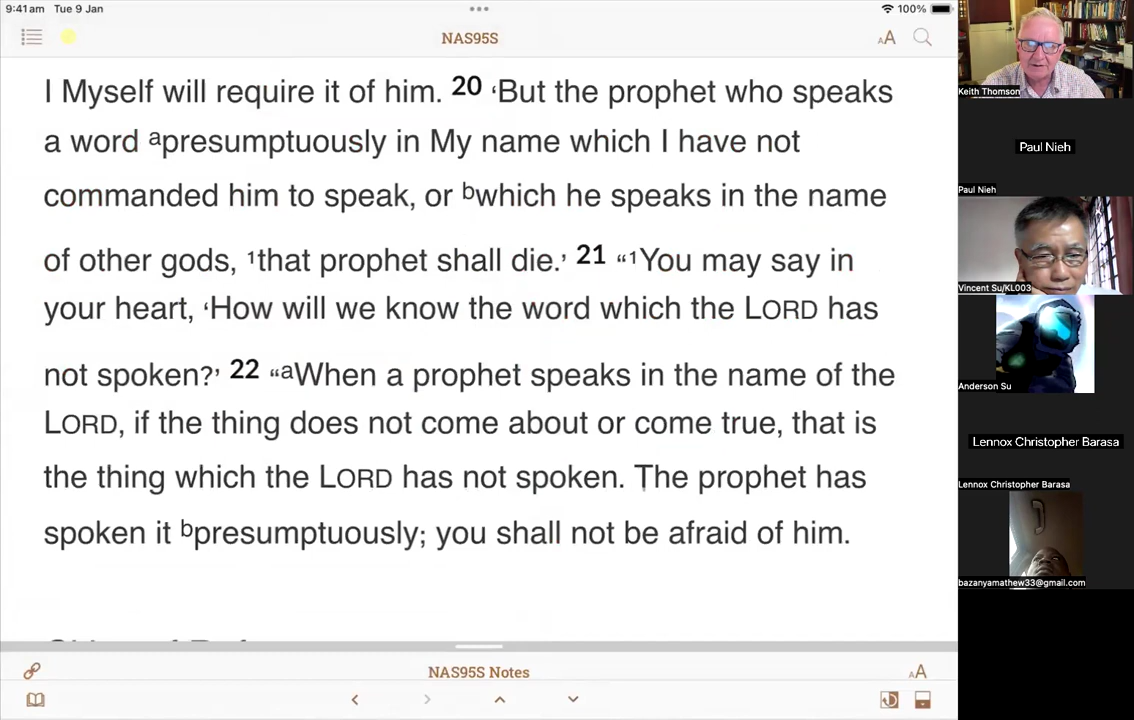 9:41 am Tue 9 Jan
100%
NAS95S
AA
I Myself will require it of him. 20 ‘But the prophet who speaks
a word apresumptuously in My name which I have not
commanded him to speak, or bwhich he speaks in the name
of other gods, 1that prophet shall die.’ 21 “1You may say in
your heart, ‘How will we know the word which the LORD has
not spoken?’ 22 “aWhen a prophet speaks in the name of the
LORD, if the thing does not come about or come true, that is
the thing which the LORD has not spoken. The prophet has
spoken it bpresumptuously; you shall not be afraid of him.
NAS95S Notes
AA
Keith Thomson
Paul Nieh
Paul Nieh
Vincent Su/KL003
Anderson Su
Lennox Christopher Barasa
Lennox Christopher Barasa
bazanyamathew33@gmail.com